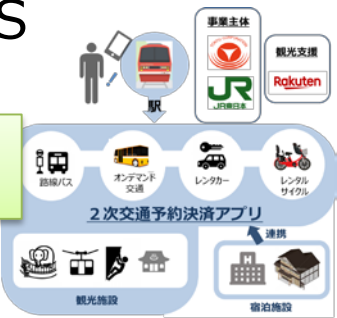 S
事業主体
JR
JR東日本
観光支援
Rakuten
駅
路線バス
オンデマンド
交通
レンタカー
レンタル
サイクル
2次交通予約決済アプリ
連携
観光施設
宿泊施設